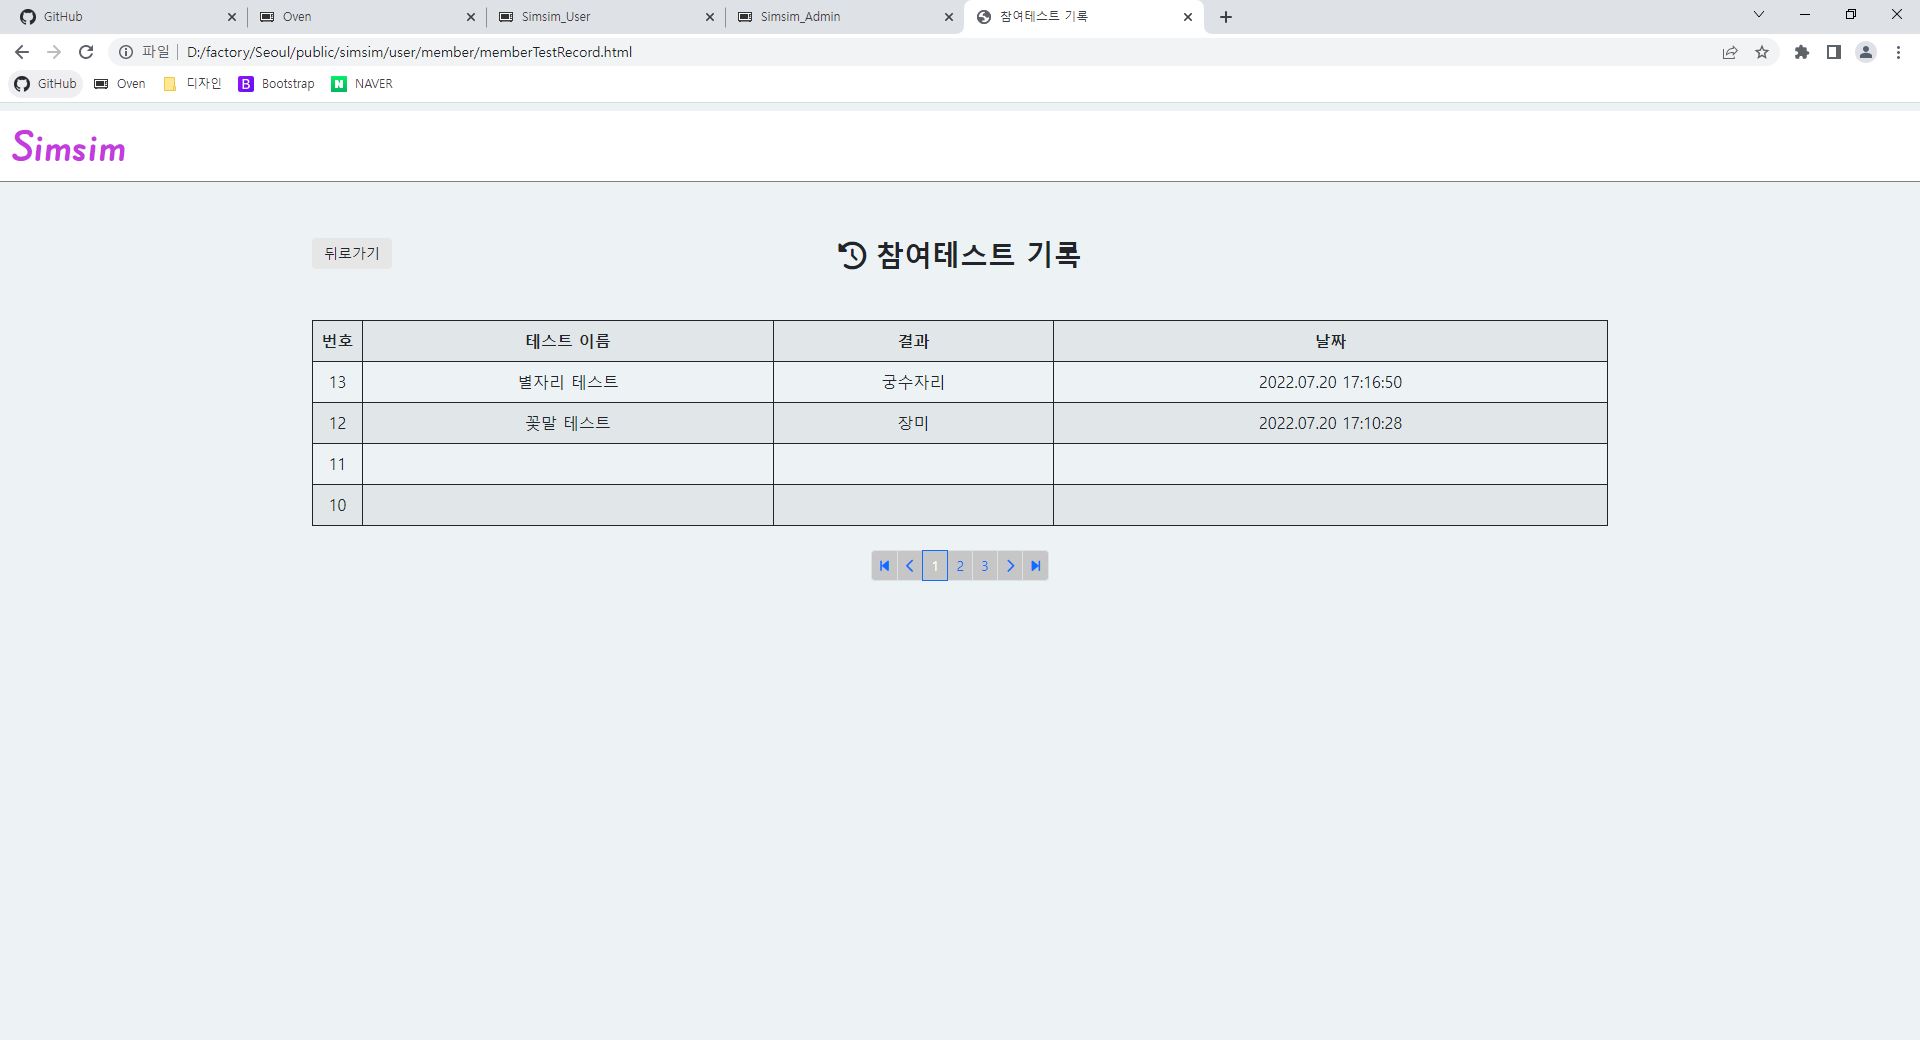 GitHub
Oven
Simsim_User
Simsim_Admin
참여테스트 기록
파일 D:/factory/Seoul/public/simsim/user/member/memberTestRecord.html
GitHub Oven 디자인 Bootstrap NAVER
Simsim
뒤로가기
참여테스트 기록
번호 테스트 이름 결과 날짜
13 별자리 테스트 궁수자리 2022.07.20 17:16:50
12 꽃말 테스트 장미 2022.07.20 17:10:28
11
10
1 2 3